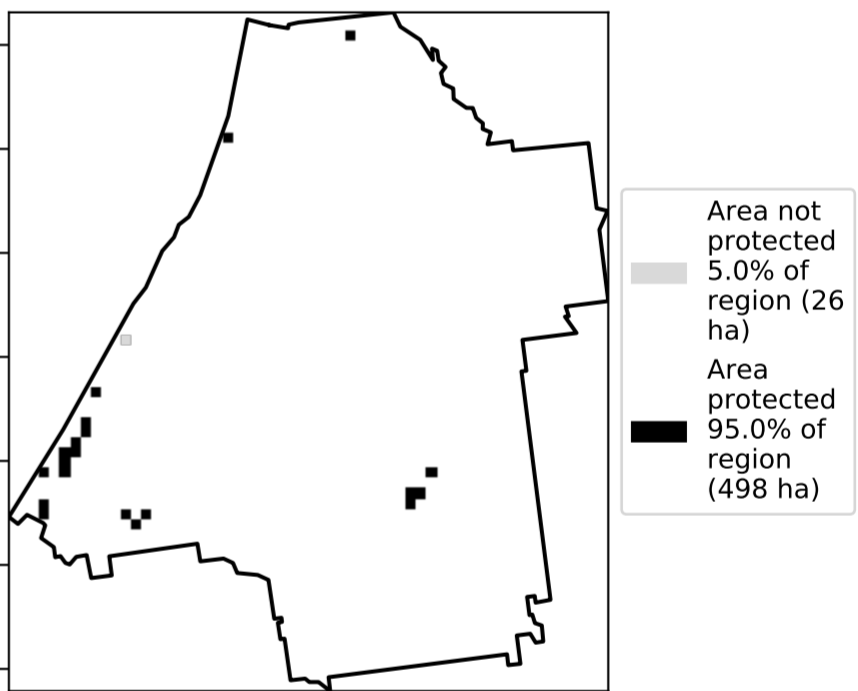 Area not
protected
5.0% of
region (26
ha)
Area
protected
95.0% of
region
(498 ha)